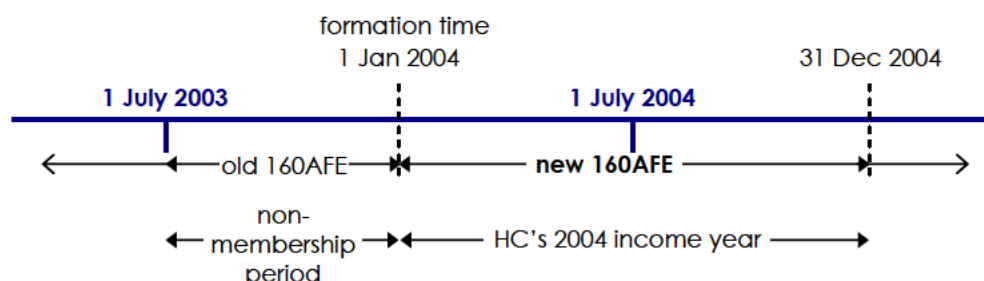 formation time
1 Jan 2004
31 Dec 2004
1 July 2003
1 July 2004
old 160AFE
new 160AFE
non-
membership
period
HC's 2004 income year